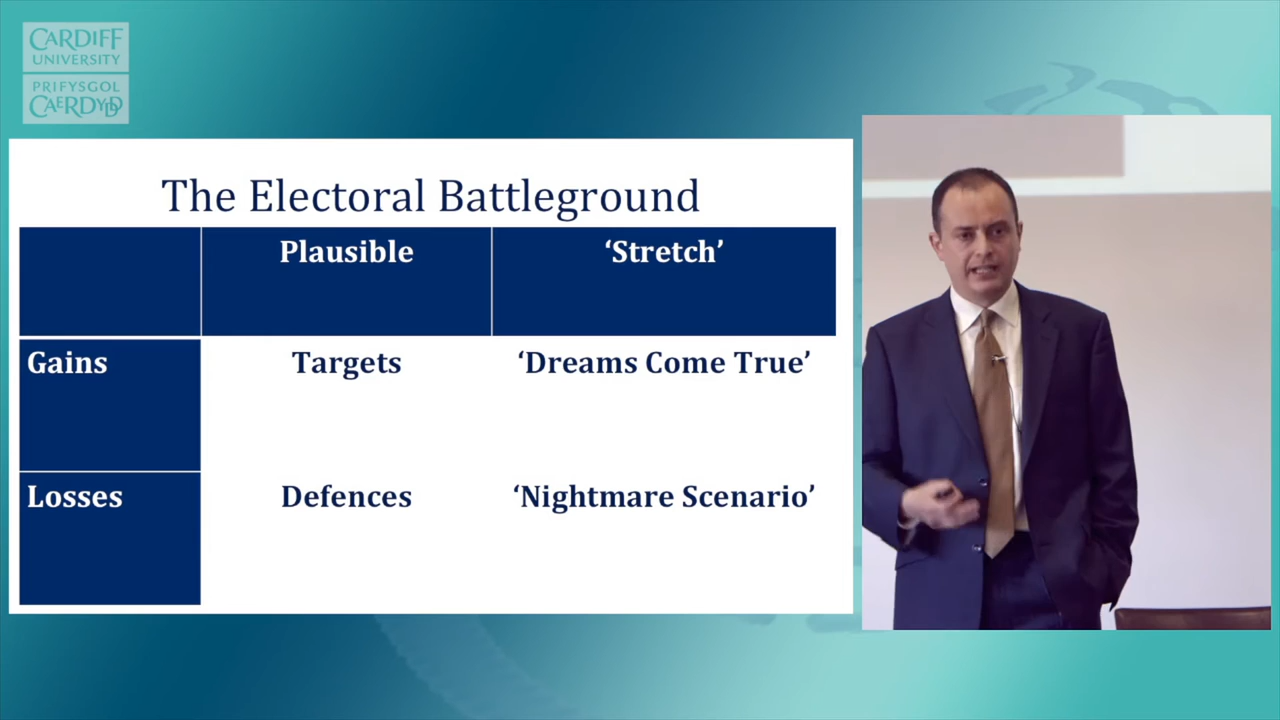 CARDIFF
UNIVERSITY
PRIFYSGOL
CAERDYDD
The Electoral Battleground
Plausible ‘Stretch’
Gains Targets ‘Dreams Come True’
Losses Defences ‘Nightmare Scenario’